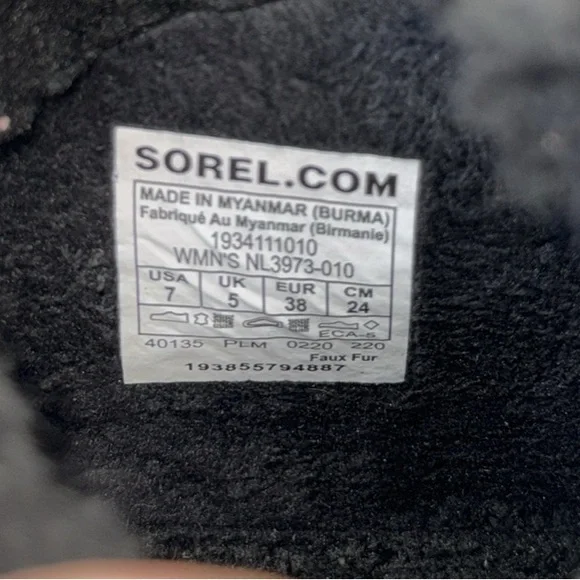 SOREL.COM
MADE IN MYANMAR (BURMA)
Fabriqué Au Myanmar (Birmanie)
1934111010
WMN'S NL3973-010
USA UK EUR CM
7 5 38 24
ECA-S
40135 PLM 0220 220
Faux Fur
193855794887